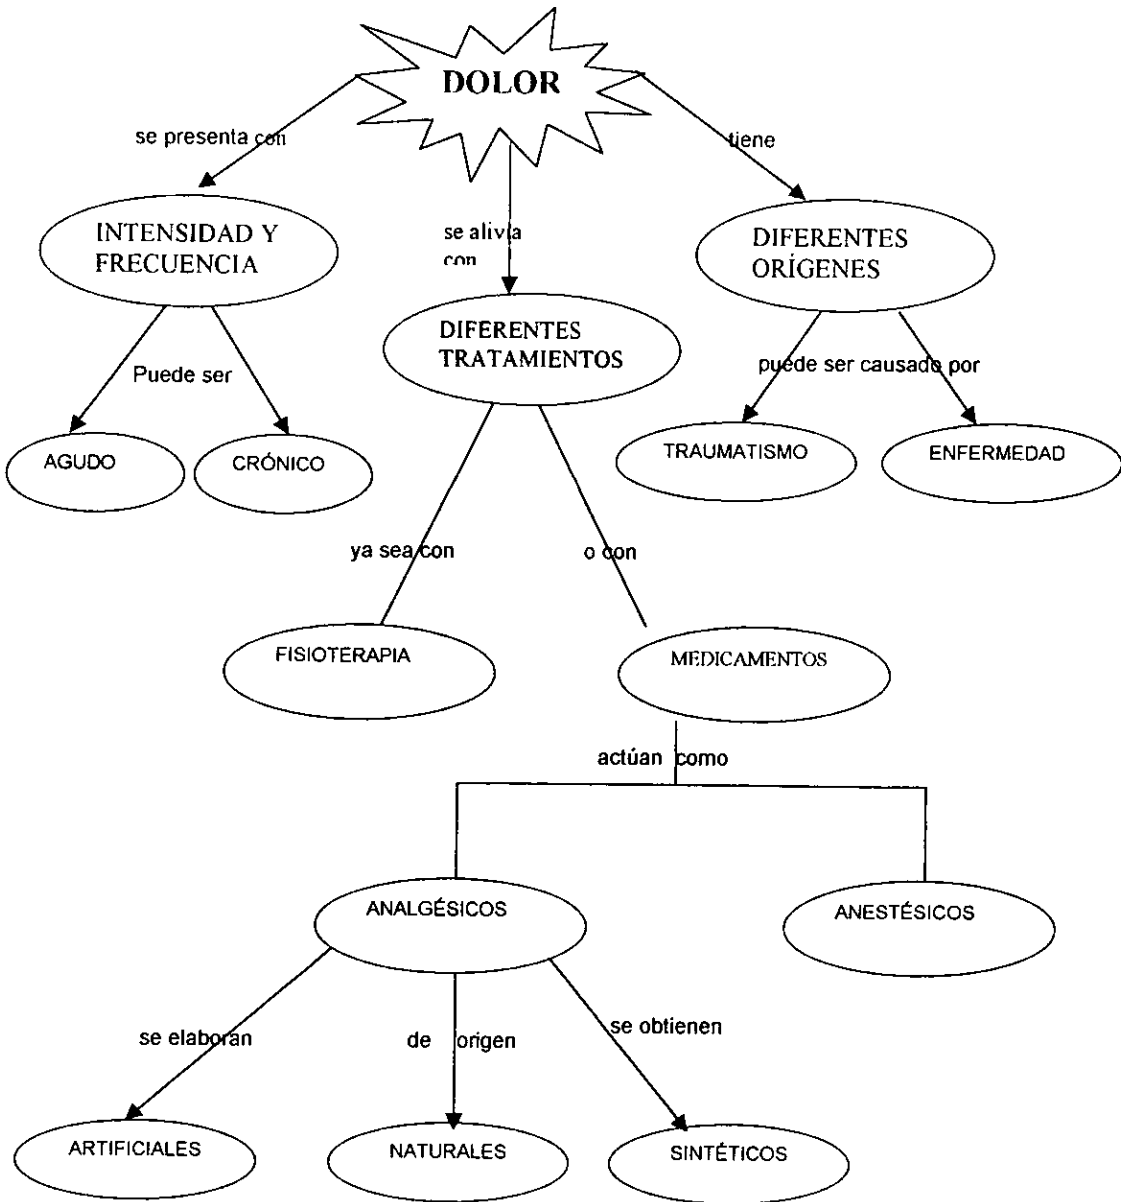 DOLOR
se presenta con
tiene
INTENSIDAD Y
FRECUENCIA
se alivia
con
DIFERENTES
ORÍGENES
DIFERENTES
TRATAMIENTOS
Puede ser
puede ser causado por
AGUDO
CRÓNICO
TRAUMATISMO
ENFERMEDAD
ya sea con
o con
FISIOTERAPIA
MEDICAMENTOS
actúan como
ANALGÉSICOS
ANESTÉSICOS
se elaboran
de origen
se obtienen
ARTIFICIALES
NATURALES
SINTÉTICOS